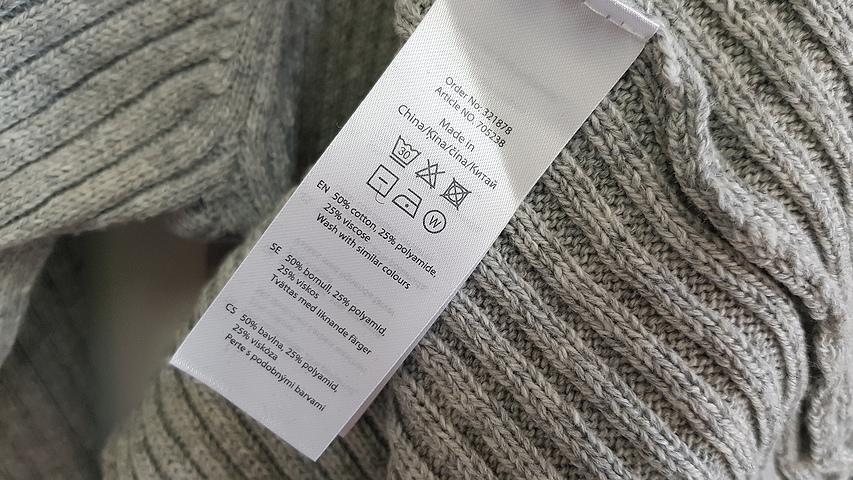 Order No: 321878
Article NO. 705238
Made in
China/Kina/čína/Китай
30
W
EN 50% cotton, 25% polyamide,
25% viscose
Wash with similar colours
SE 50% bomull, 25% polyamid,
25% viskos
Tvättas med liknande färger
CS 50% bavlna, 25% polyamid,
25% viskóza
Perte s podobnými barvami